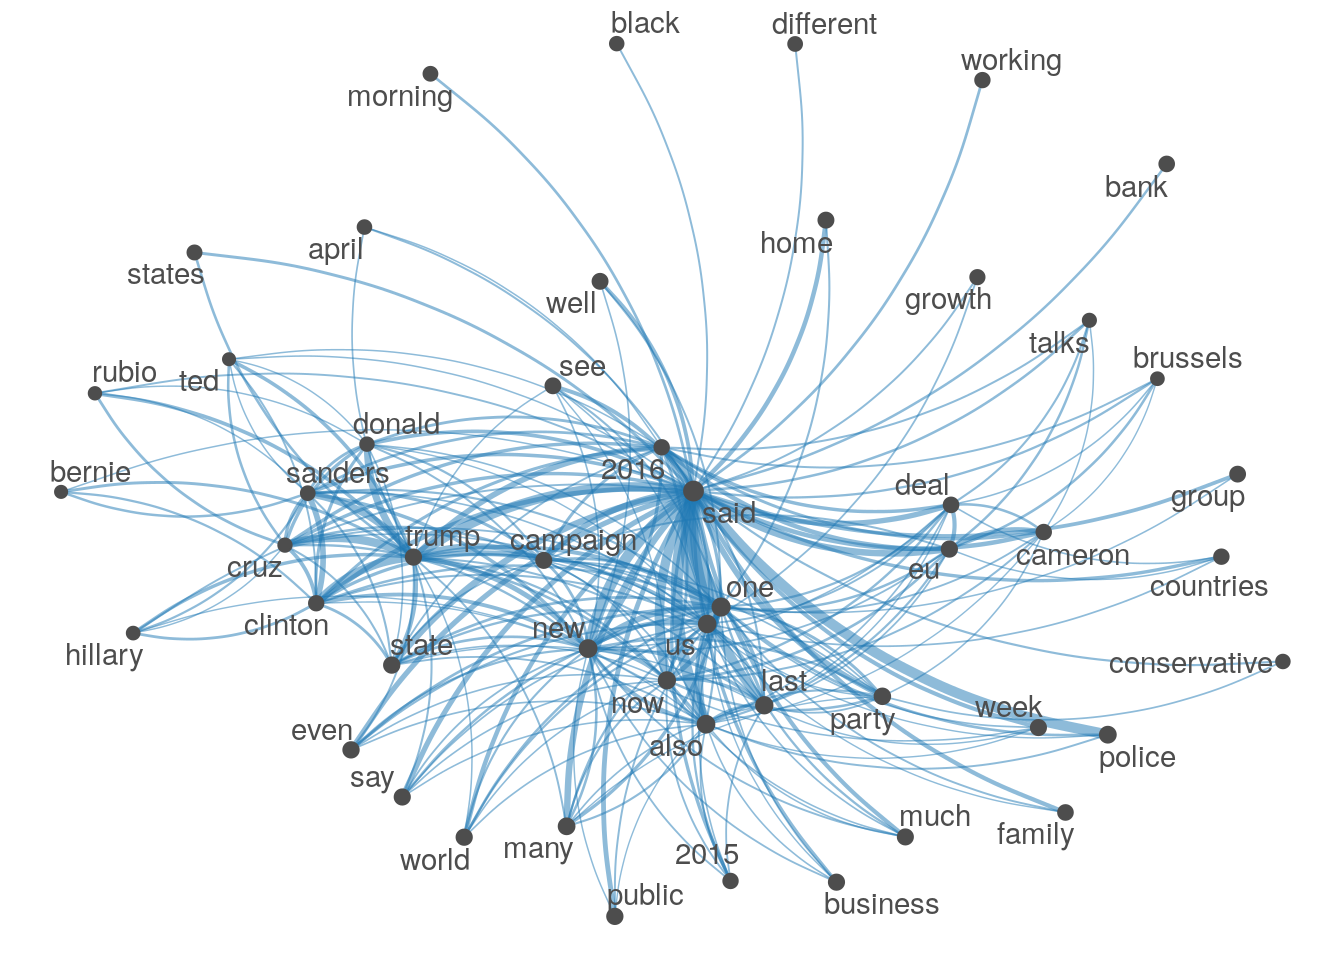 black
different
working
morning
bank
home
april
states
growth
well
talks
brussels
see
rubio
ted
donald
bernie
sanders
2016
deal
group
said
trump
campaign
cameron
cruz
eu
countries
one
clinton
new
state
us
hillary
conservative
last
now
week
party
even
also
police
say
much
family
world
many
2015
public
business